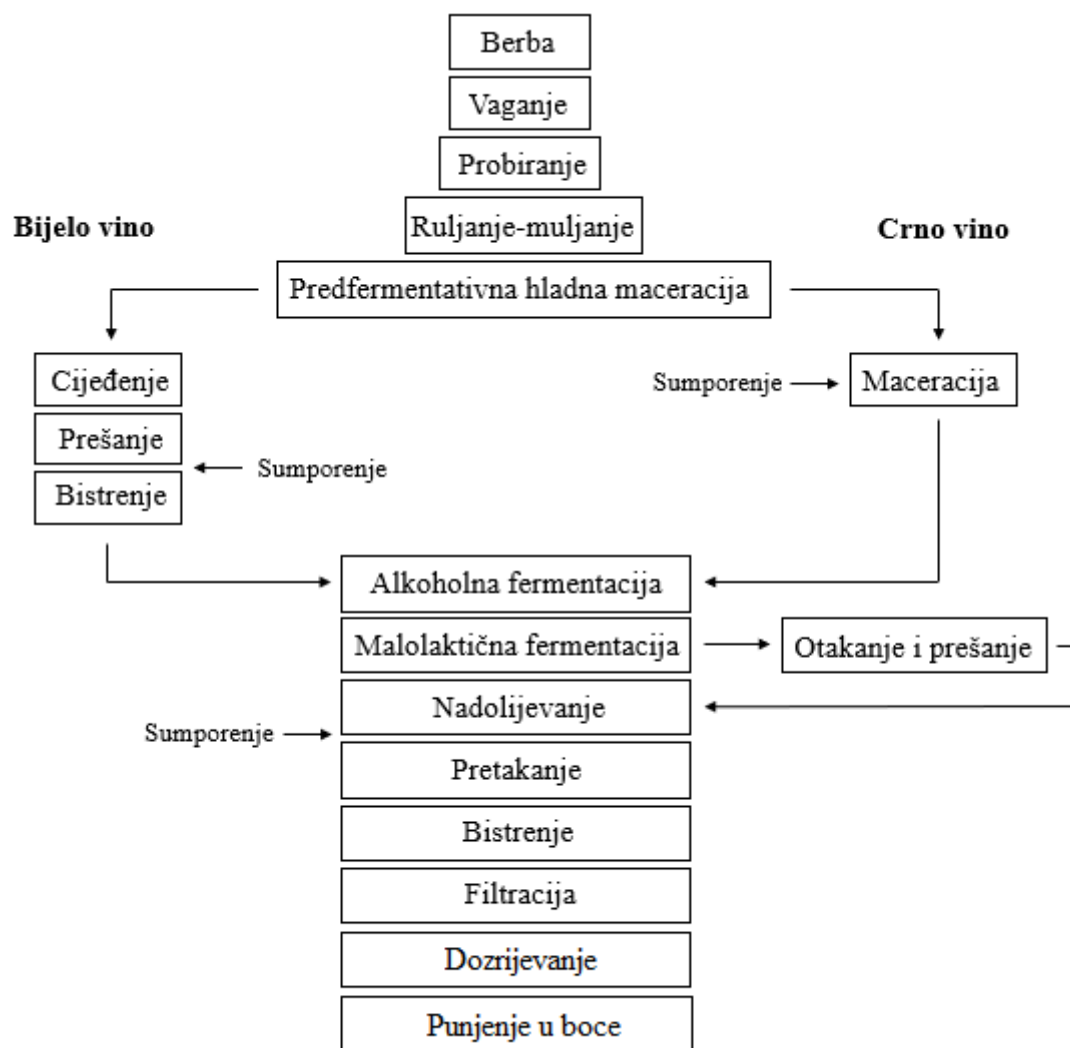 Berba
Vaganje
Probiranje
Bijelo vino
Ruljanje-muljanje
Crno vino
Predfermentativna hladna maceracija
Cijeđenje
Sumporenje
Maceracija
Prešanje
Sumporenje
Bistrenje
Alkoholna fermentacija
Malolaktična fermentacija
Otakanje i prešanje
Nadolijevanje
Sumporenje
Pretakanje
Bistrenje
Filtracija
Dozrijevanje
Punjenje u boce